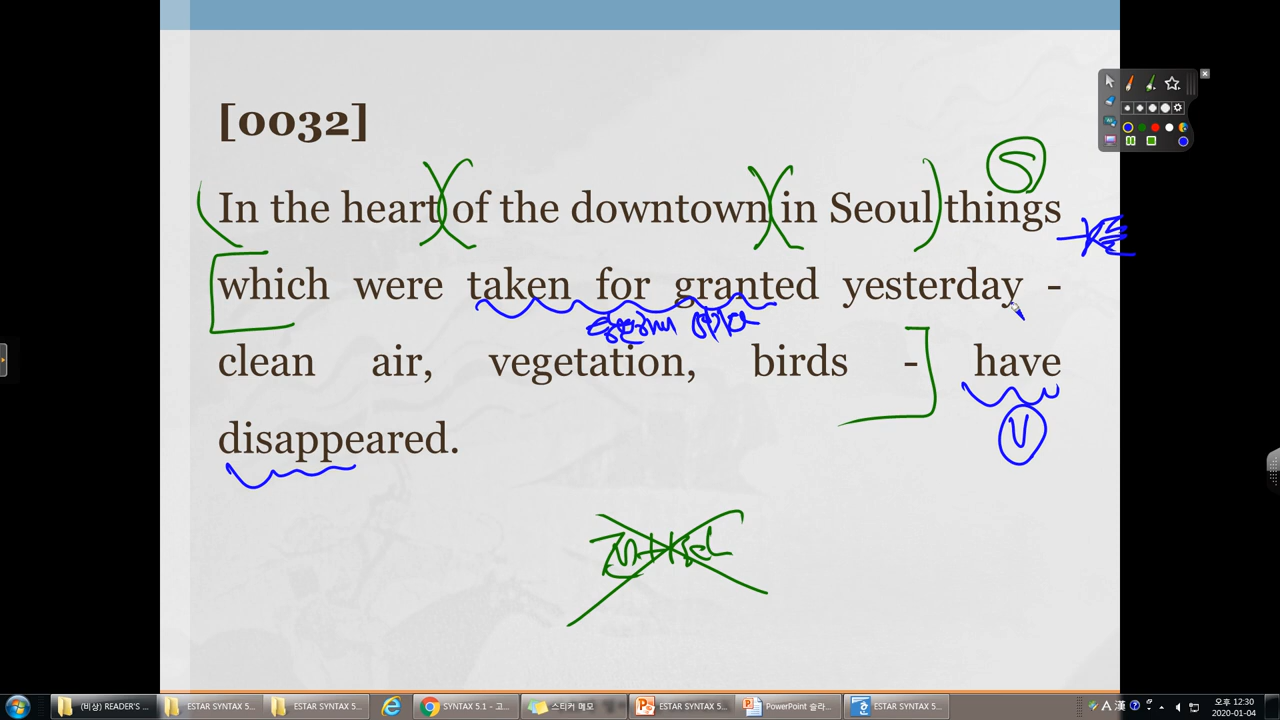 [0032]
S
In the heart of the downtown in Seoul things
which were taken for granted yesterday -
clean air, vegetation, birds - have
V
disappeared.
(비상) READER'S ...
ESTAR SYNTAX 5...
ESTAR SYNTAX 5...
SYNTAX 5.1 - 고...
스티커 메모
ESTAR SYNTAX 5...
PowerPoint 슬라...
ESTAR SYNTAX 5...
A 漢
오후 12:30
2020-01-04